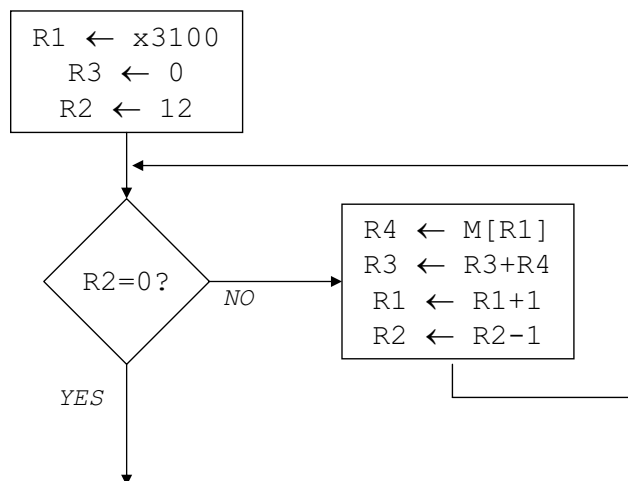 R1 ← x3100
R3 ← 0
R2 ← 12
R2=0?
NO
R4 ← M[R1]
R3 ← R3+R4
R1 ← R1+1
R2 ← R2-1
YES